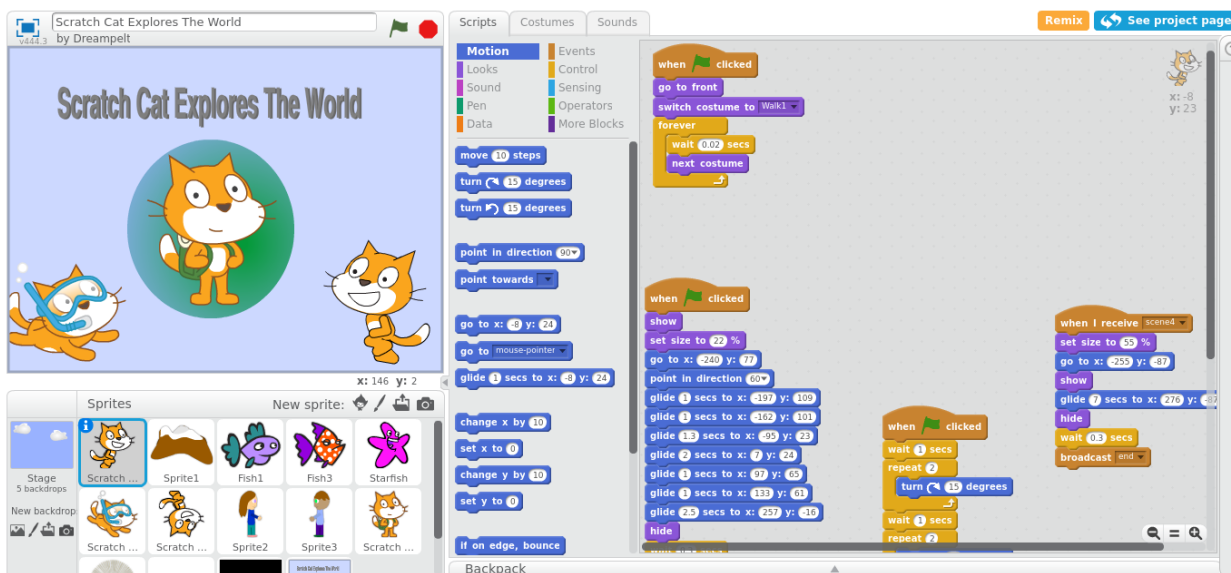 Scratch Cat Explores The World
by Dreampelt
v444.3
Scratch Cat Explores The World
x: 146 y: 2
Sprites
New sprite:
Stage
5 backdrops
New backdrop
Scratch ...
Sprite1
Fish1
Fish3
Starfish
Scratch ...
Scratch ...
Sprite2
Sprite3
Scratch ...
Scratch Cat Explores The World
Scripts
Costumes
Sounds
Remix
See project page
Motion
Events
Looks
Control
Sound
Sensing
Pen
Operators
Data
More Blocks
move 10 steps
turn 15 degrees
turn 15 degrees
point in direction 90
point towards
go to x: -8 y: 24
go to mouse-pointer
glide 1 secs to x: -8 y: 24
change x by 10
set x to 0
change y by 10
set y to 0
if on edge, bounce
when clicked
go to front
switch costume to Walk1
forever
wait 0.02 secs
next costume
x: -8
y: 23
when clicked
show
set size to 22 %
go to x: -240 y: 77
point in direction 60
glide 1 secs to x: -197 y: 109
glide 1 secs to x: -162 y: 101
glide 1.3 secs to x: -95 y: 23
glide 2 secs to x: 7 y: 24
glide 1 secs to x: 97 y: 65
glide 1 secs to x: 133 y: 61
glide 2.5 secs to x: 257 y: -16
hide
when clicked
wait 1 secs
repeat 2
turn 15 degrees
wait 1 secs
repeat 2
when I receive scene4
set size to 55 %
go to x: -255 y: -87
show
glide 7 secs to x: 276 y: -87
hide
wait 0.3 secs
broadcast end
Backpack